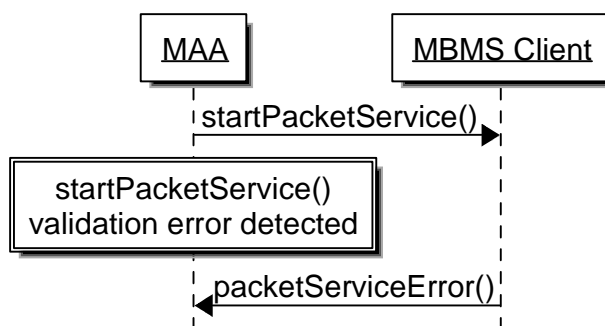 MAA
MBMS Client
startPacketService()
startPacketService()
validation error detected
packetServiceError()